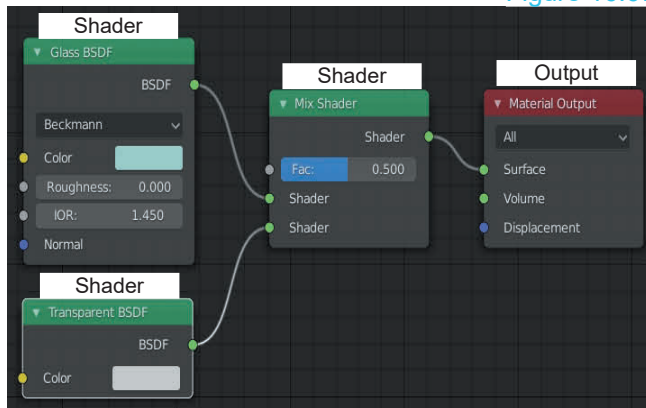 Shader
Glass BSDF
BSDF
Beckmann
Color
Roughness: 0.000
IOR: 1.450
Normal
Shader
Transparent BSDF
BSDF
Color
Shader
Mix Shader
Shader
Fac: 0.500
Shader
Shader
Output
Material Output
All
Surface
Volume
Displacement